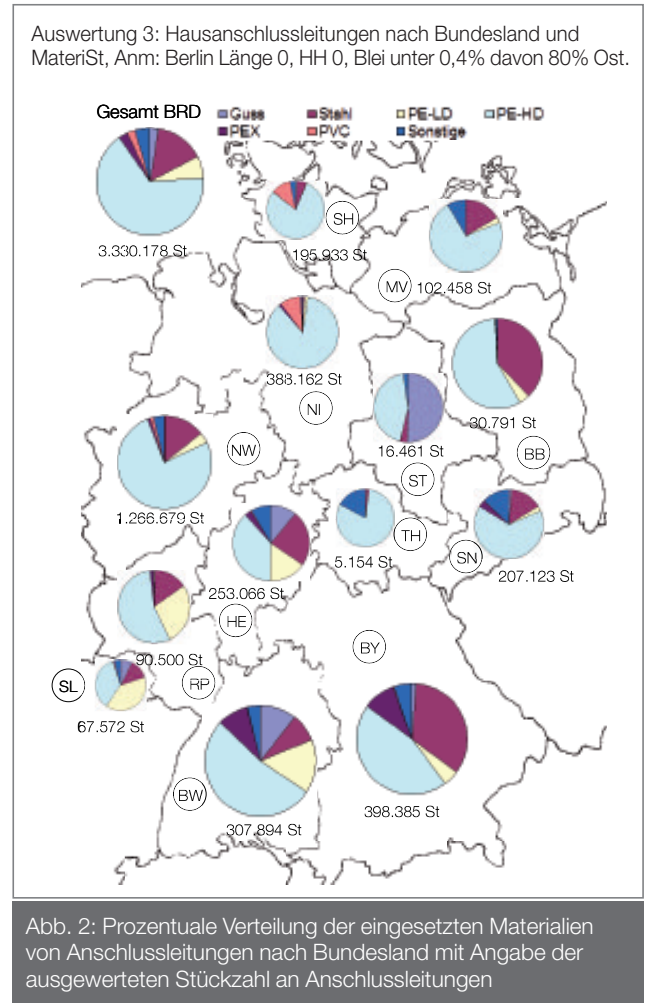 Auswertung 3: Hausanschlussleitungen nach Bundesland und
MateriSt, Anm: Berlin Länge 0, HH 0, Blei unter 0,4% davon 80% Ost.
Gesamt BRD
Guss Stahl PE-LD PE-HD
PEX PVC Sonstige
3.330.178 St
SH
195.933 St
MV 102.458 St
388.162 St
NI
30.791 St
BB
16.461 St
ST
NW
1.266.679 St
TH
5.154 St
SN
207.123 St
253.066 St
HE
90.500 St
RP
SL
67.572 St
BY
BW
307.894 St
398.385 St
Abb. 2: Prozentuale Verteilung der eingesetzten Materialien
von Anschlussleitungen nach Bundesland mit Angabe der
ausgewerteten Stückzahl an Anschlussleitungen